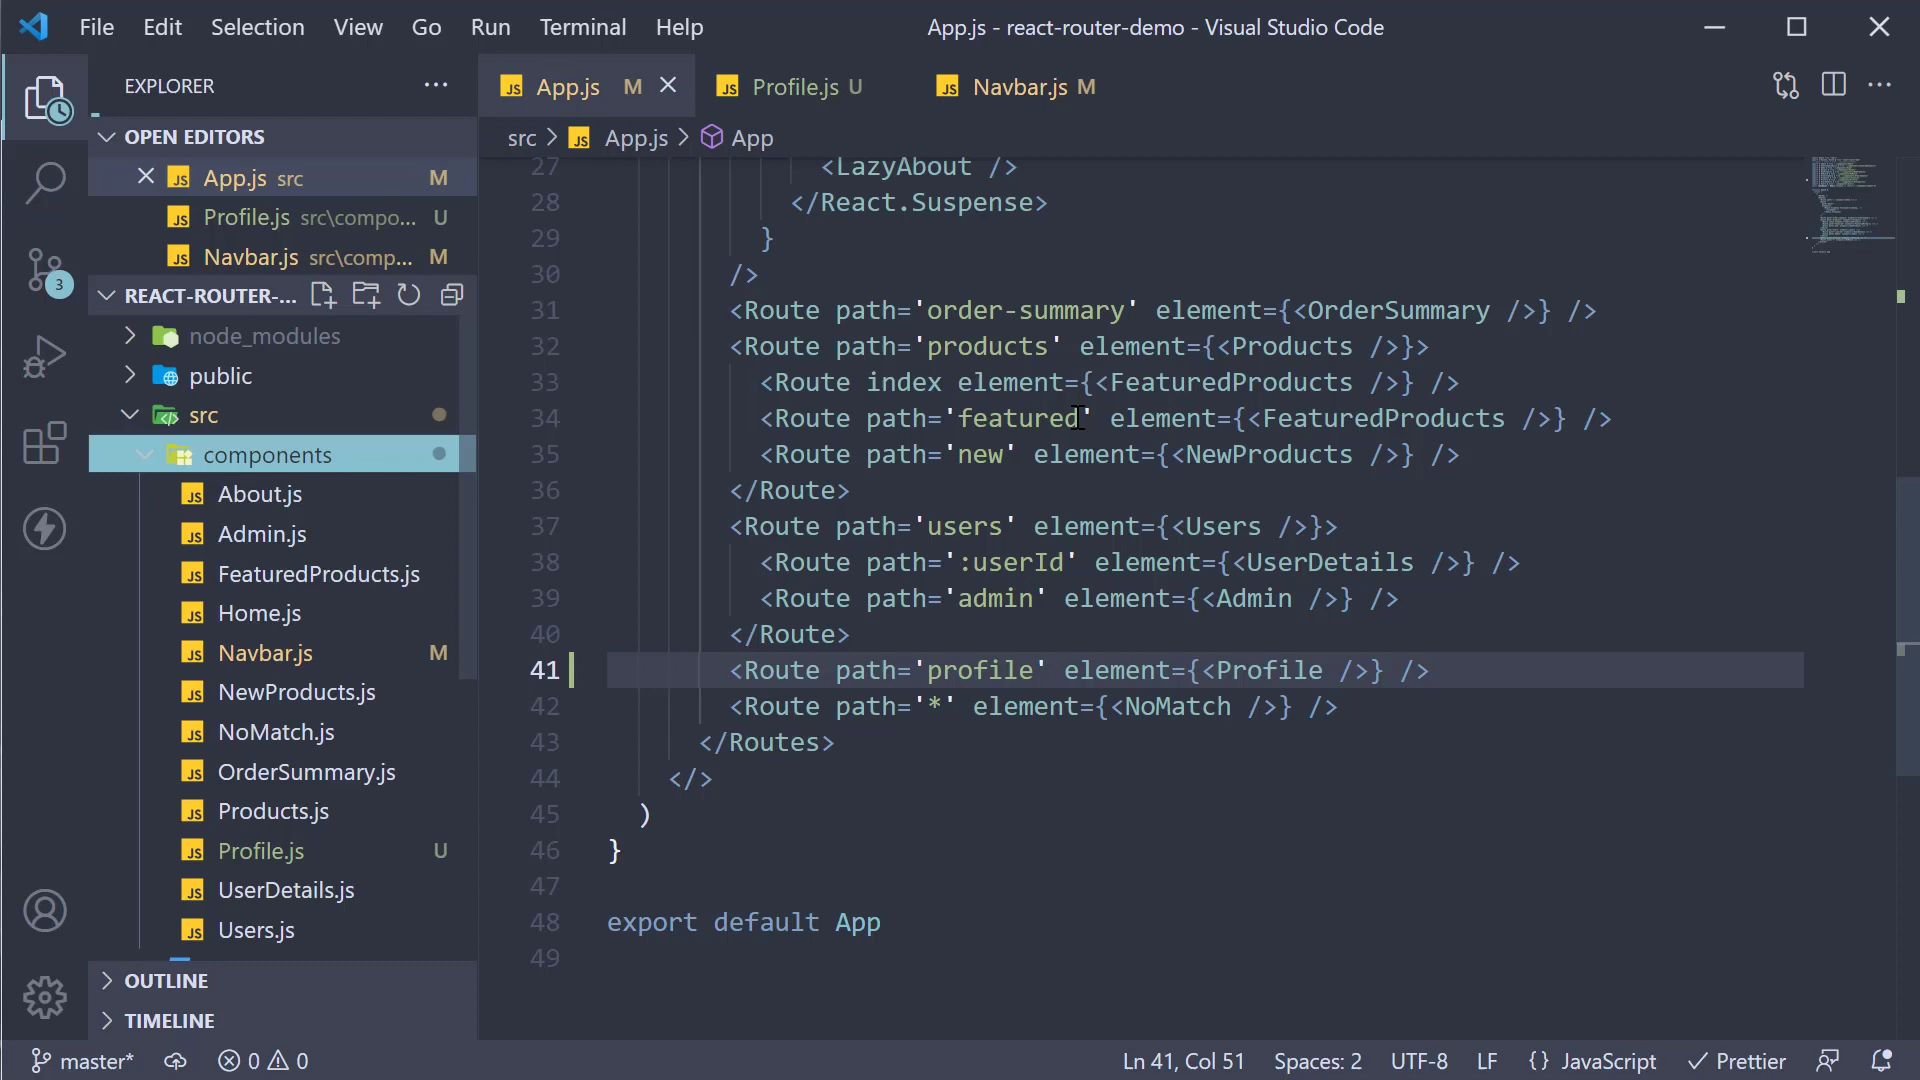 File Edit Selection View Go Run Terminal Help App.js - react-router-demo - Visual Studio Code
EXPLORER
App.js M
Profile.js U
Navbar.js M
OPEN EDITORS
App.js src M
Profile.js src\compo... U
Navbar.js src\comp... M
REACT-ROUTER-...
node_modules
public
src
components
About.js
Admin.js
FeaturedProducts.js
Home.js
Navbar.js M
NewProducts.js
NoMatch.js
OrderSummary.js
Products.js
Profile.js U
UserDetails.js
Users.js
OUTLINE
TIMELINE
3
src > App.js > App
27 <LazyAbout />
28 </React.Suspense>
29 }
30 />
31 <Route path='order-summary' element={<OrderSummary />} />
32 <Route path='products' element={<Products />}>
33 <Route index element={<FeaturedProducts />} />
34 <Route path='featured' element={<FeaturedProducts />} />
35 <Route path='new' element={<NewProducts />} />
36 </Route>
37 <Route path='users' element={<Users />}>
38 <Route path=':userId' element={<UserDetails />} />
39 <Route path='admin' element={<Admin />} />
40 </Route>
41 <Route path='profile' element={<Profile />} />
42 <Route path='*' element={<NoMatch />} />
43 </Routes>
44 </>
45 )
46 }
47
48 export default App
49
master* 0 0 Ln 41, Col 51 Spaces: 2 UTF-8 LF {} JavaScript Prettier